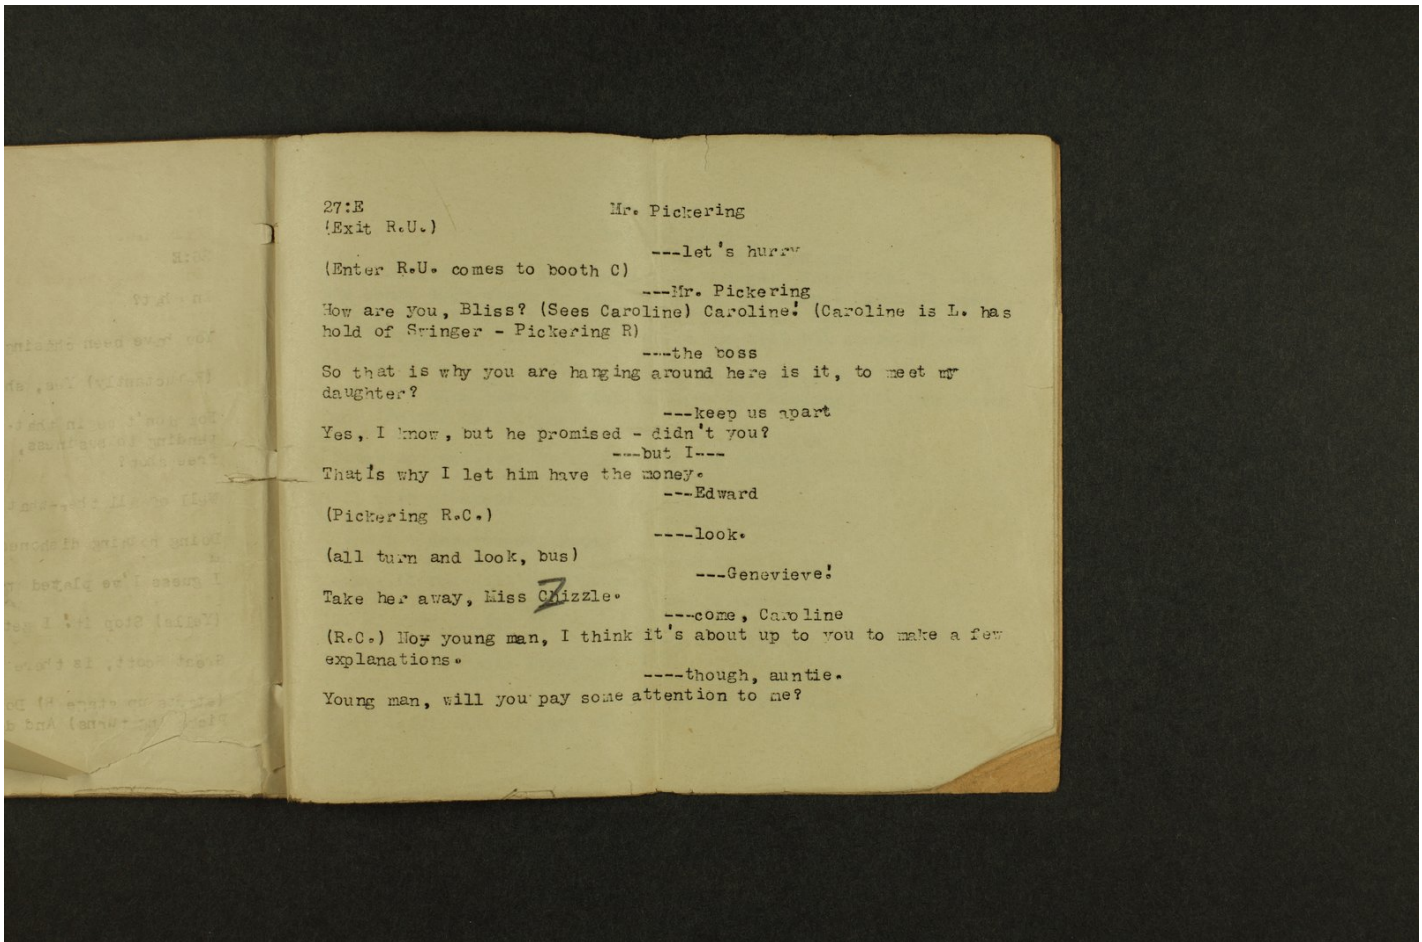 27:E Mr. Pickering
(Exit R.U.)
---let's hurry
(Enter R.U. comes to booth C)
---Mr. Pickering
How are you, Bliss? (Sees Caroline) Caroline! (Caroline is L. has
hold of Swinger - Pickering R)
----the boss
So that is why you are hanging around here is it, to meet my
daughter?
---keep us apart
Yes, I know, but he promised - didn't you?
----but I----
That's why I let him have the money.
---Edward
(Pickering R.C.)
----look.
(all turn and look, bus)
---Genevieve!
Take her away, Miss Zizzle.
----come, Caroline
(R.C.) Now young man, I think it's about up to you to make a few
explanations.
----though, auntie.
Young man, will you pay some attention to me?